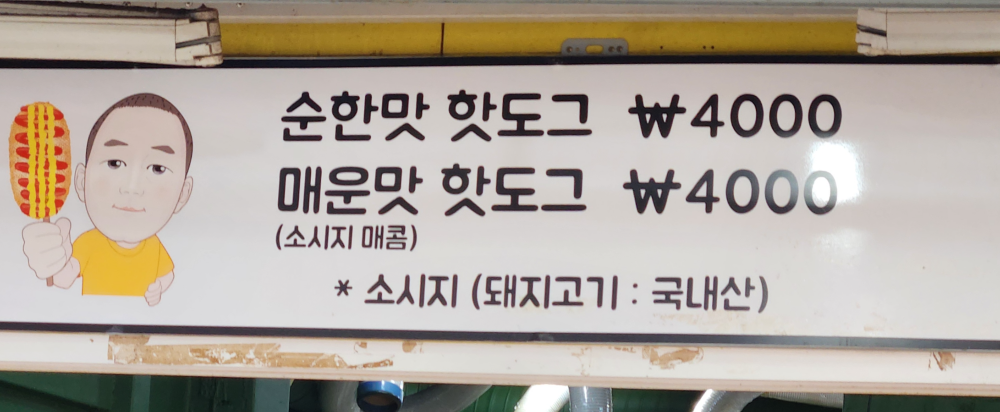 순한맛 핫도그 ₩4000
매운맛 핫도그 ₩4000
(소시지 매콤)
* 소시지 (돼지고기 : 국내산)